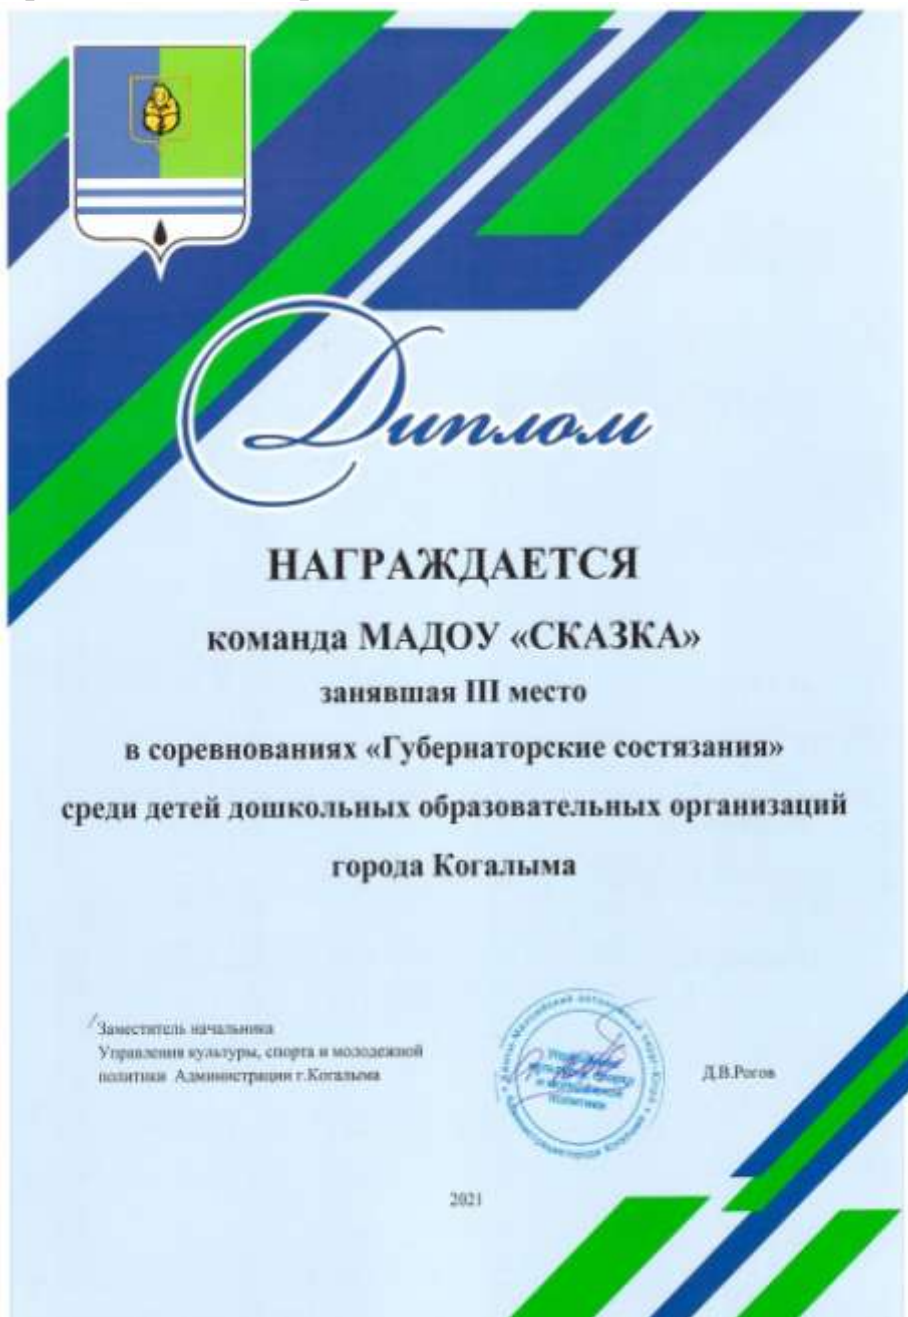 Диплом
НАГРАЖДАЕТСЯ
команда МАДОУ «СКАЗКА»
занявшая III место
в соревнованиях «Губернаторские состязания»
среди детей дошкольных образовательных организаций
города Когалыма
Заместитель начальника
Управления культуры, спорта и молодежной
политики Администрации г.Когалыма
Д.В.Рогов
2021